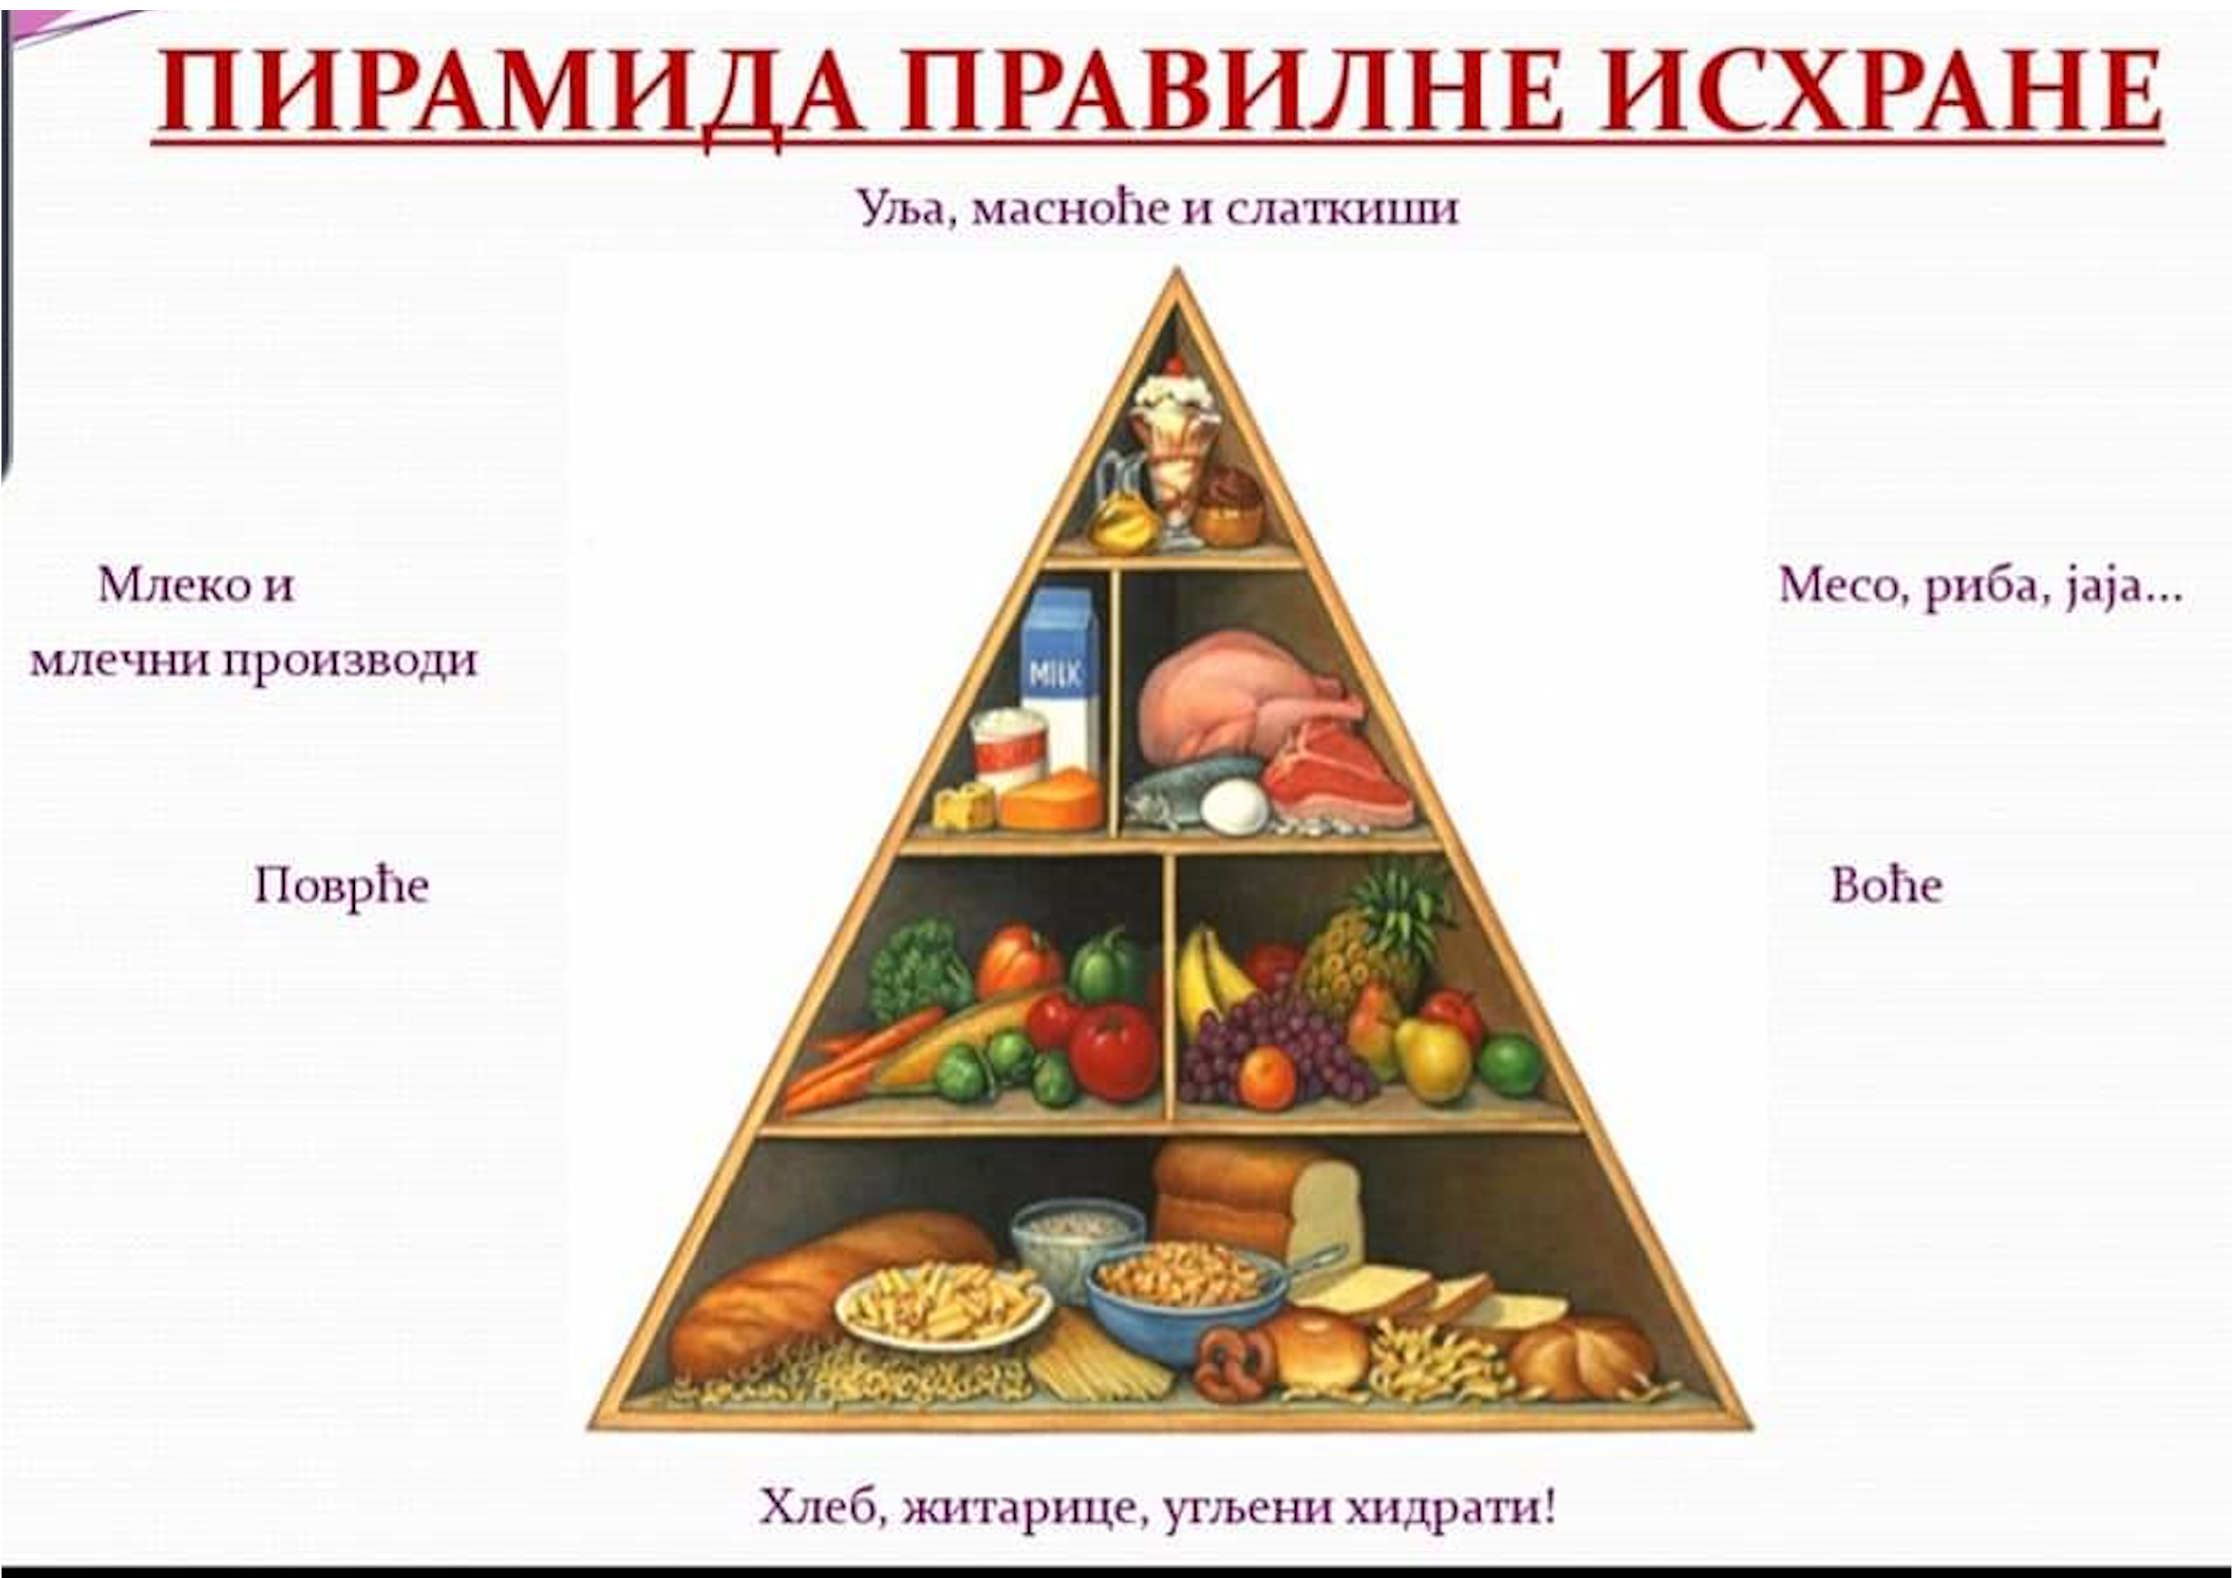 ПИРАМИДА ПРАВИЛНЕ ИСХРАНЕ
Уља, масноће и слаткиши
Млеко и
млечни производи
Месо, риба, јаја...
MILK
Поврће
Воће
Хлеб, житарице, угљени хидрати!